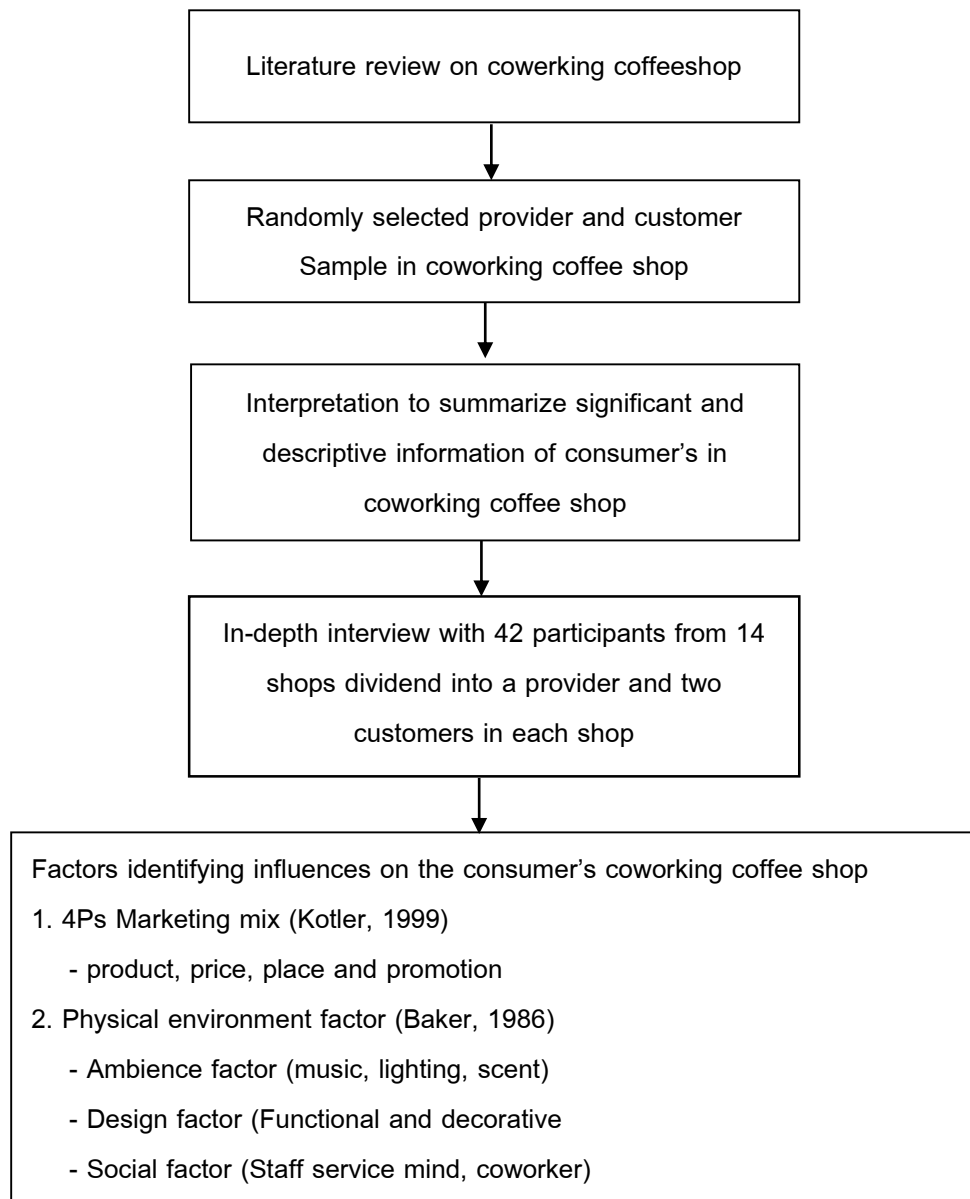 Literature review on cowerking coffeeshop
Randomly selected provider and customer
Sample in coworking coffee shop
Interpretation to summarize significant and
descriptive information of consumer’s in
coworking coffee shop
In-depth interview with 42 participants from 14
shops dividend into a provider and two
customers in each shop
Factors identifying influences on the consumer’s coworking coffee shop
1. 4Ps Marketing mix (Kotler, 1999)
- product, price, place and promotion
2. Physical environment factor (Baker, 1986)
- Ambience factor (music, lighting, scent)
- Design factor (Functional and decorative
- Social factor (Staff service mind, coworker)